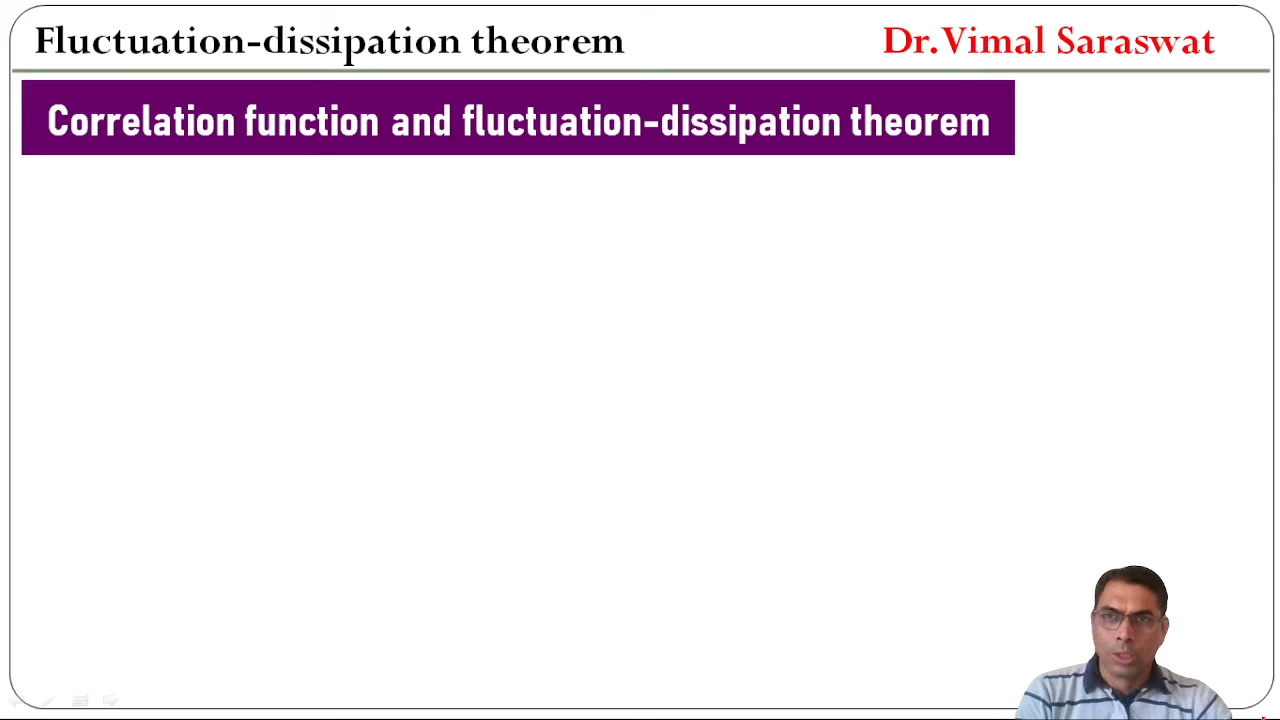 Fluctuation-dissipation theorem
Dr. Vimal Saraswat
Correlation function and fluctuation-dissipation theorem